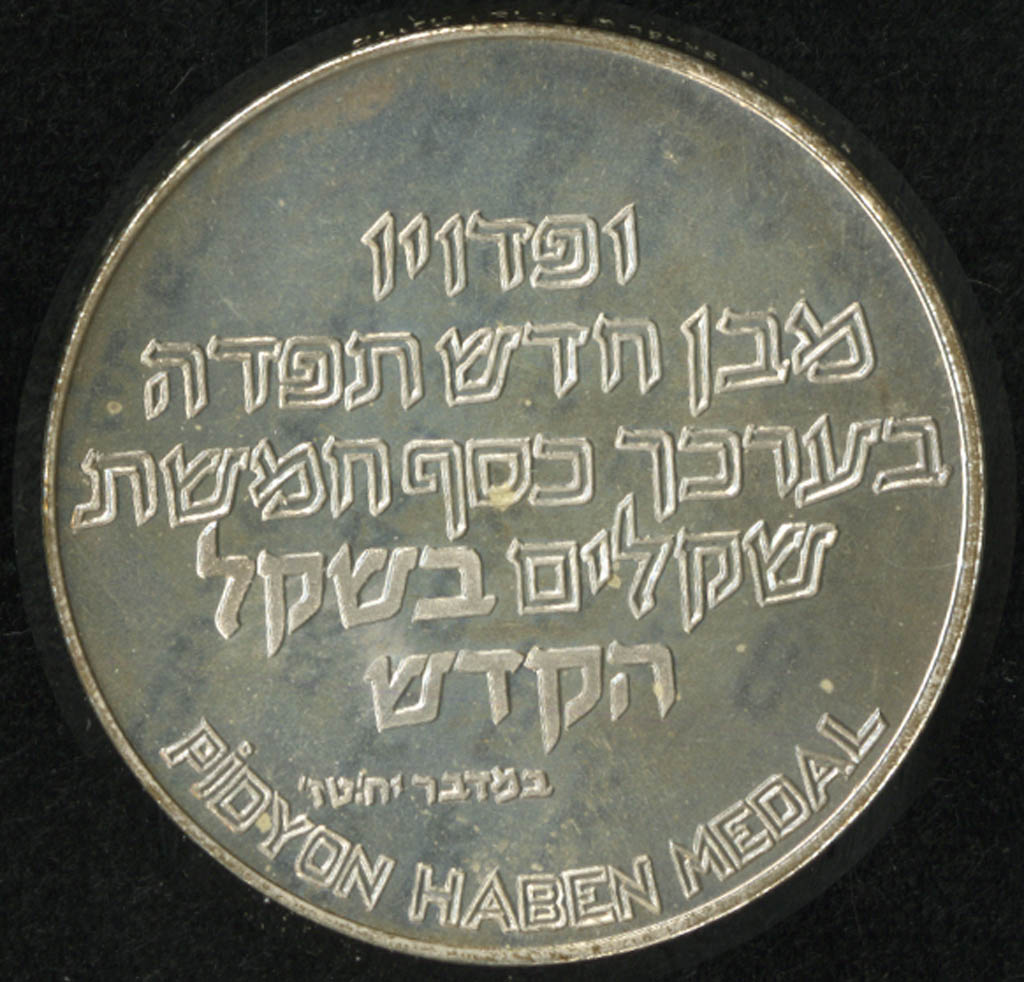 ופדויו
מבן חדש תפדה
בערכך כסף חמשת
שקלים בשקל
הקדש
במדבר יח:טז'
PIDYON HABEN MEDAL